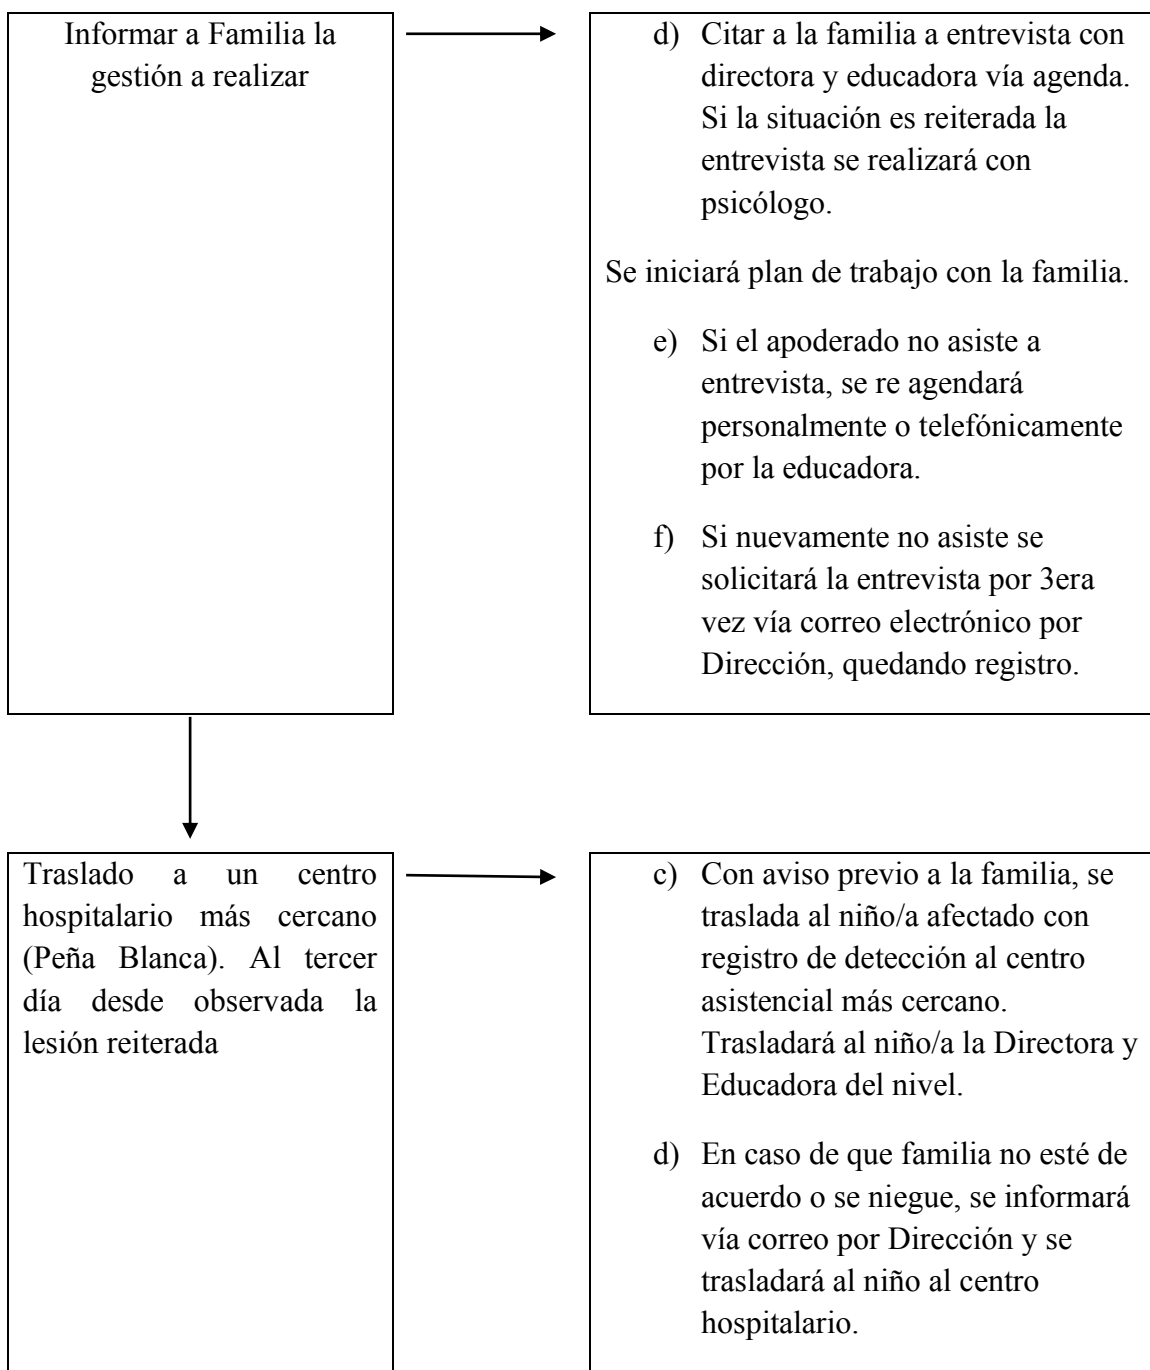 Informar a Familia la
gestión a realizar
d) Citar a la familia a entrevista con
directora y educadora vía agenda.
Si la situación es reiterada la
entrevista se realizará con
psicólogo.
Se iniciará plan de trabajo con la familia.
e) Si el apoderado no asiste a
entrevista, se re agendará
personalmente o telefónicamente
por la educadora.
f) Si nuevamente no asiste se
solicitará la entrevista por 3era
vez vía correo electrónico por
Dirección, quedando registro.
Traslado a un centro
hospitalario más cercano
(Peña Blanca). Al tercer
día desde observada la
lesión reiterada
c) Con aviso previo a la familia, se
traslada al niño/a afectado con
registro de detección al centro
asistencial más cercano.
Trasladará al niño/a la Directora y
Educadora del nivel.
d) En caso de que familia no esté de
acuerdo o se niegue, se informará
vía correo por Dirección y se
trasladará al niño al centro
hospitalario.